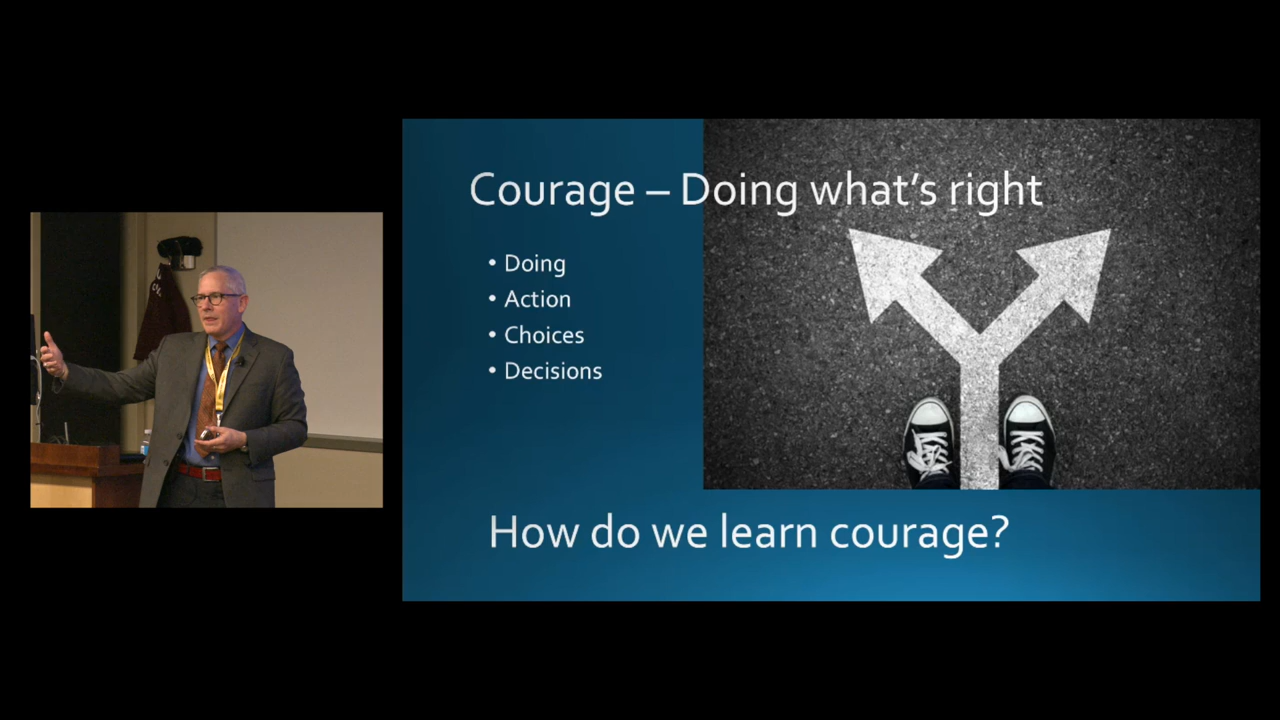 Courage – Doing what's right
• Doing
• Action
• Choices
• Decisions
How do we learn courage?